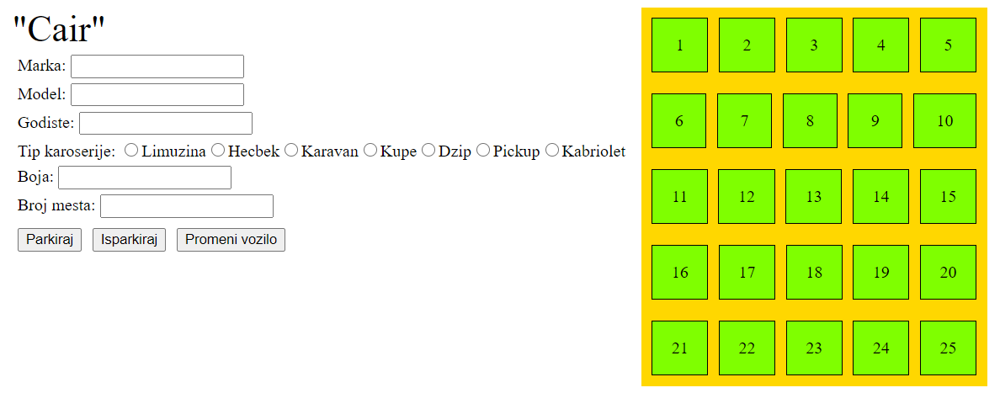 "Cair"
Marka:
Model:
Godiste:
Tip karoserije: Limuzina Hecbek Karavan Kupe Dzip Pickup Kabriolet
Boja:
Broj mesta:
Parkiraj Isparkiraj Promeni vozilo
1 2 3 4 5
6 7 8 9 10
11 12 13 14 15
16 17 18 19 20
21 22 23 24 25